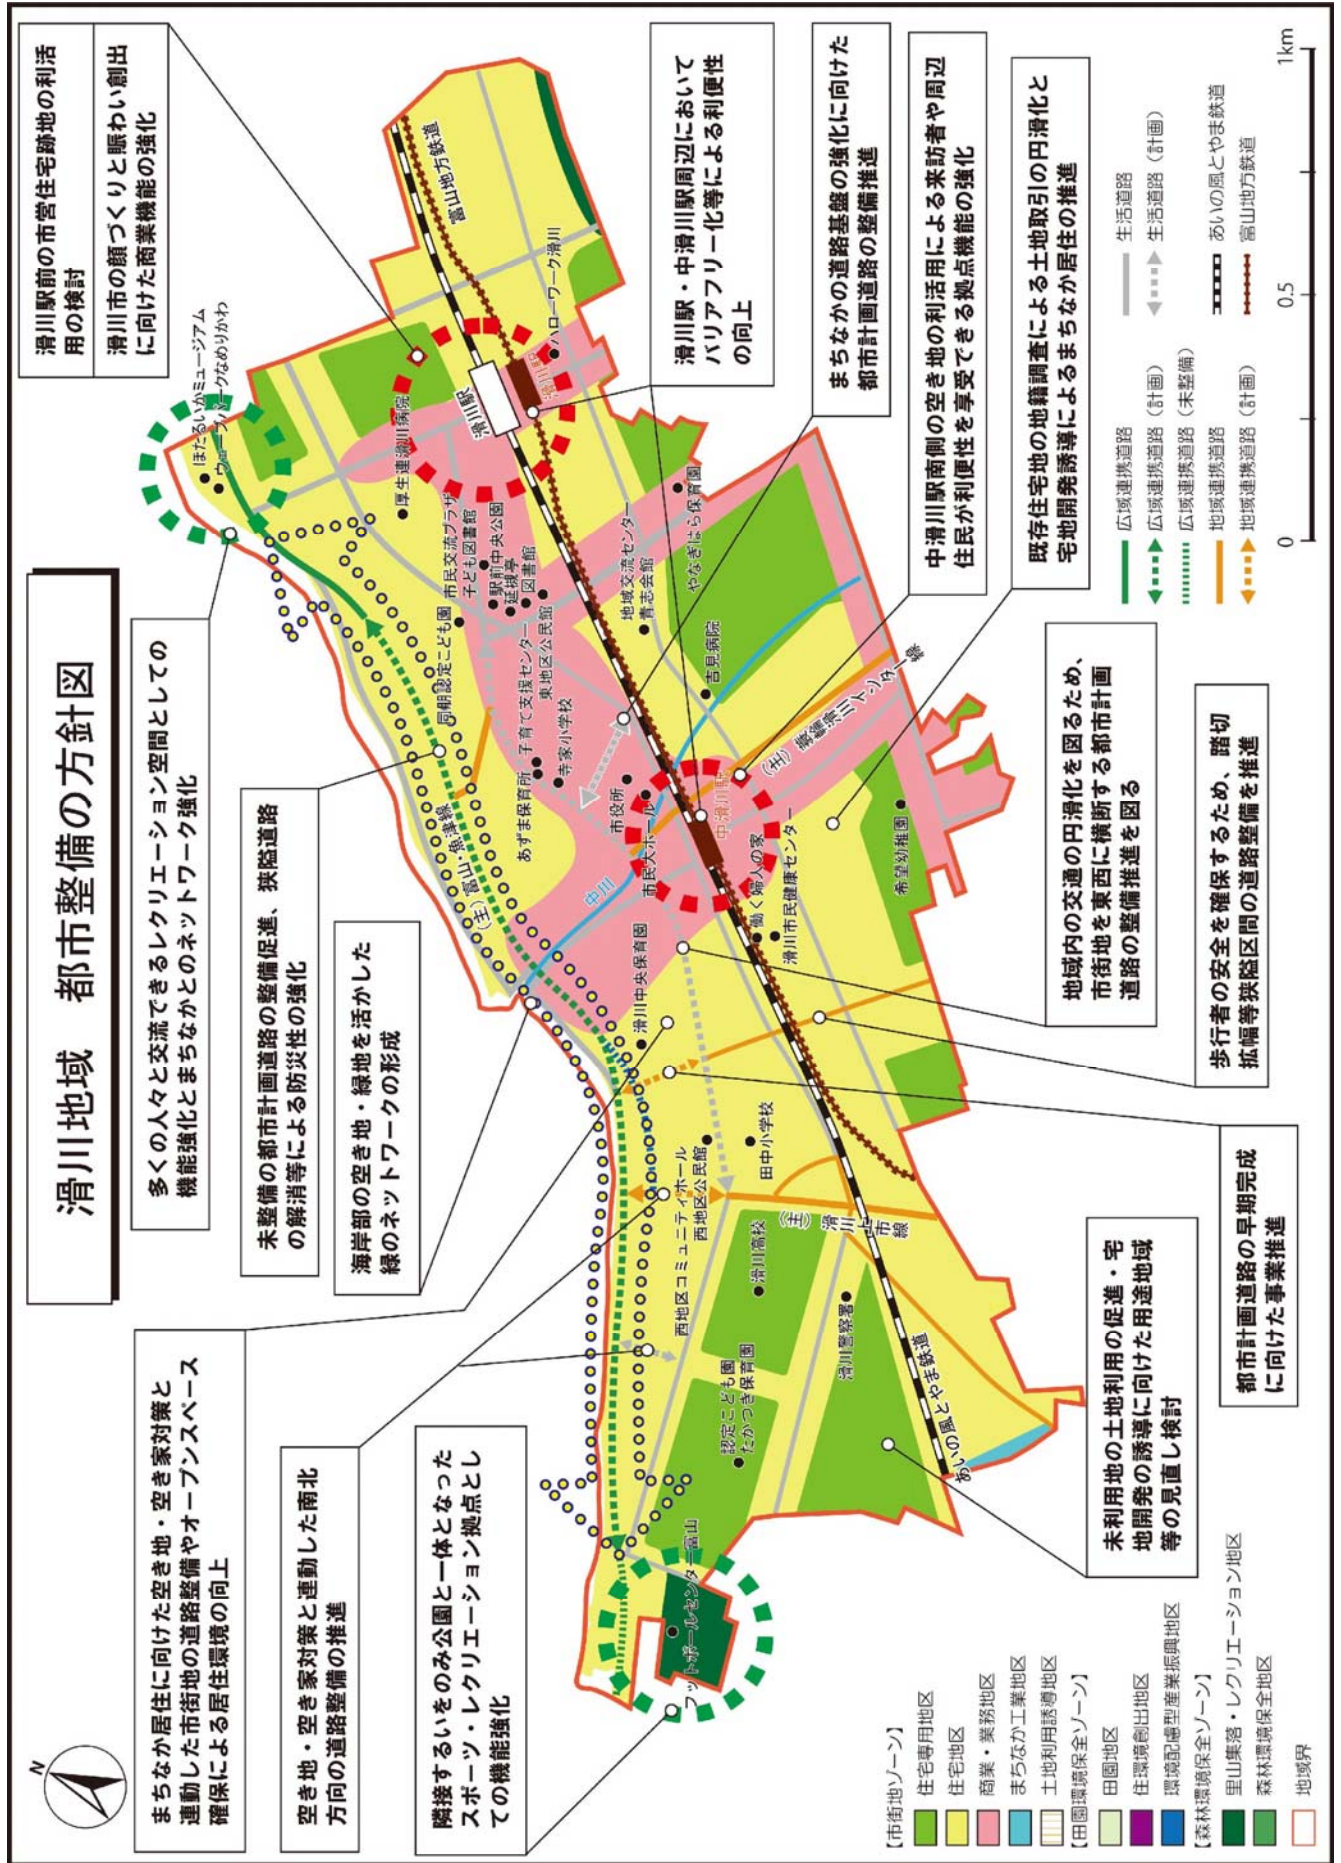 滑川地域　都市整備の方針図
N
まちなか居住に向けた空き地・空き家対策と
連動した市街地の道路整備やオープンスペース
確保による居住環境の向上
空き地・空き家対策と連動した南北
方向の道路整備の推進
隣接するいをのみ公園と一体となった
スポーツ・レクリエーション拠点とし
ての機能強化
多くの人々と交流できるレクリエーション空間としての
機能強化とまちなかとのネットワーク強化
未整備の都市計画道路の整備促進、狭隘道路
の解消等による防災性の強化
海岸部の空き地・緑地を活かした
緑のネットワークの形成
滑川駅前の市営住宅跡地の利活
用の検討
滑川市の顔づくりと賑わい創出
に向けた商業機能の強化
滑川駅・中滑川駅周辺において
バリアフリー化等による利便性
の向上
まちなかの道路基盤の強化に向けた
都市計画道路の整備推進
中滑川駅南側の空き地の利活用による来訪者や周辺
住民が利便性を享受できる拠点機能の強化
既存住宅地の地籍調査による土地取引の円滑化と
宅地開発誘導によるまちなか居住の推進
地域内の交通の円滑化を図るため、
市街地を東西に横断する都市計画
道路の整備推進を図る
歩行者の安全を確保するため、踏切
拡幅等狭隘区間の道路整備を推進
都市計画道路の早期完成
に向けた事業推進
未利用地の土地利用の促進・宅
地開発の誘導に向けた用途地域
等の見直し検討
ほたるいかミュージアム
ウェーブパークなめりかわ
厚生連滑川病院
滑川駅
滑川駅
富山地方鉄道
ハローワーク滑川
市民交流プラザ
子ども図書館
駅前中央公園
延槻亭
図書館
同朋認定こども園
子育て支援センター
東地区公民館
あずま保育所
寺家小学校
(主)富山・魚津線
地域交流センター
青志会館
やなぎはら保育園
吉見病院
市役所
市民大ホール
中滑川駅
(主)蓑輪滑川インター線
中川
働く婦人の家
滑川市民健康センター
希望幼稚園
滑川中央保育園
田中小学校
西地区コミュニティホール
西地区公民館
滑川高校
(主)滑川上市線
滑川警察署
認定こども園
たかつき保育園
あいの風とやま鉄道
フットボールセンター富山
【市街地ゾーン】
住宅専用地区
住宅地区
商業・業務地区
まちなか工業地区
土地利用誘導地区
【田園環境保全ゾーン】
田園地区
住環境創出地区
環境配慮型産業振興地区
【森林環境保全ゾーン】
里山集落・レクリエーション地区
森林環境保全地区
地域界
広域連携道路
広域連携道路（計画）
広域連携道路（未整備）
地域連携道路
地域連携道路（計画）
生活道路
生活道路（計画）
あいの風とやま鉄道
富山地方鉄道
0
0.5
1km